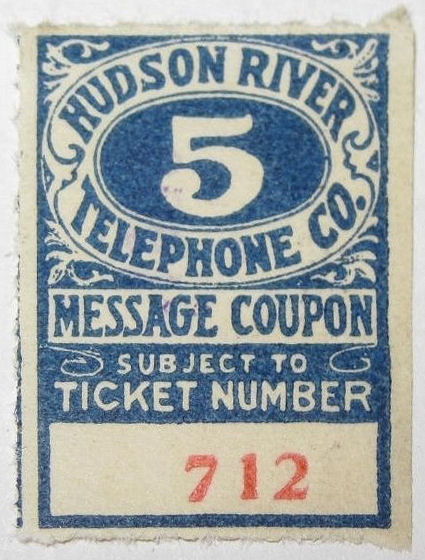 HUDSON RIVER
5
TELEPHONE CO.
MESSAGE COUPON
SUBJECT TO
TICKET NUMBER
712